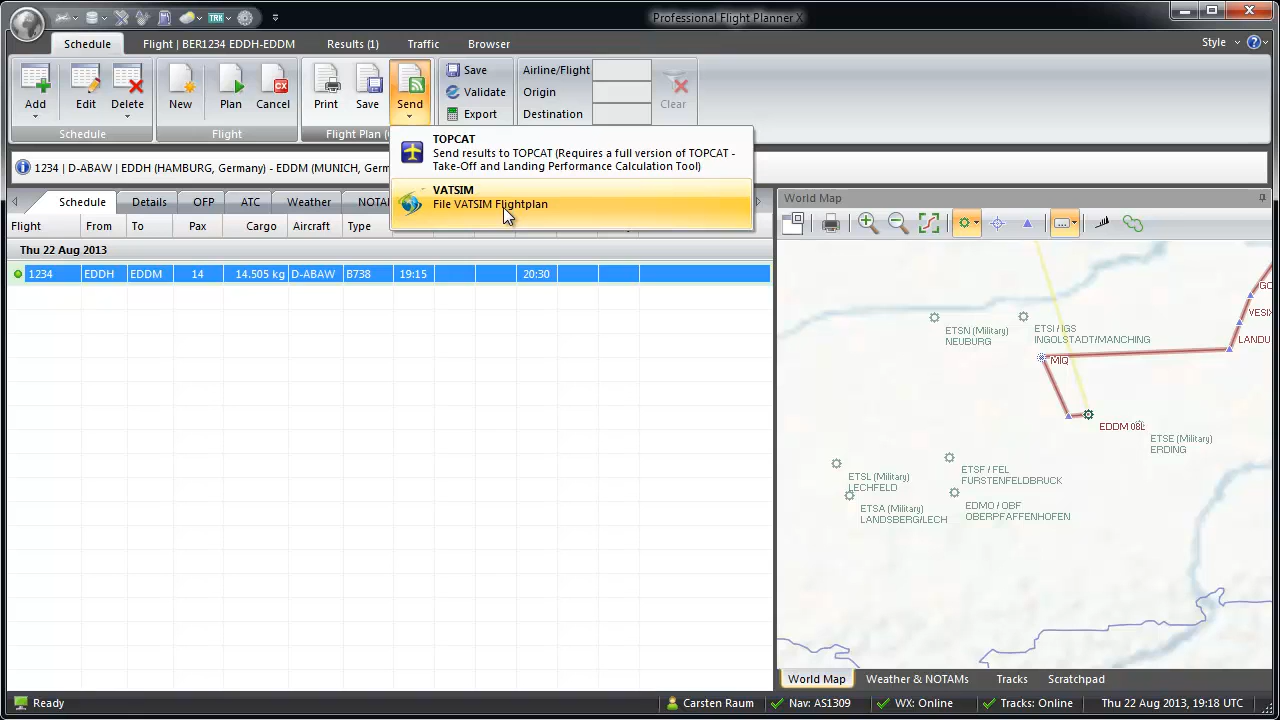 Professional Flight Planner X
TRK
Schedule
Flight | BER1234 EDDH-EDDM
Results (1)
Traffic
Browser
Style
Add
Edit
Delete
Schedule
New
Plan
Cancel
Flight
Print
Save
Send
Flight Plan (
Save
Validate
Export
Airline/Flight
Origin
Destination
Clear
TOPCAT
Send results to TOPCAT (Requires a full version of TOPCAT -
Take-Off and Landing Performance Calculation Tool)
VATSIM
File VATSIM Flightplan
1234 | D-ABAW | EDDH (HAMBURG, Germany) - EDDM (MUNICH, Germ
Schedule
Details
OFP
ATC
Weather
NOTA
Flight
From
To
Pax
Cargo
Aircraft
Type
Thu 22 Aug 2013
1234 EDDH EDDM 14 14.505 kg D-ABAW B738 19:15 20:30
World Map
ETSN (Military)
NEUBURG
ETSI / IGS
INGOLSTADT/MANCHING
GO
VESIX
LANDU
MIQ
EDDM 08L
ETSE (Military)
ERDING
ETSL (Military)
LECHFELD
ETSF / FEL
FURSTENFELDBRUCK
ETSA (Military)
LANDSBERG/LECH
EDMO / OBF
OBERPFAFFENHOFEN
World Map
Weather & NOTAMs
Tracks
Scratchpad
Ready
Carsten Raum
Nav: AS1309
WX: Online
Tracks: Online
Thu 22 Aug 2013, 19:18 UTC